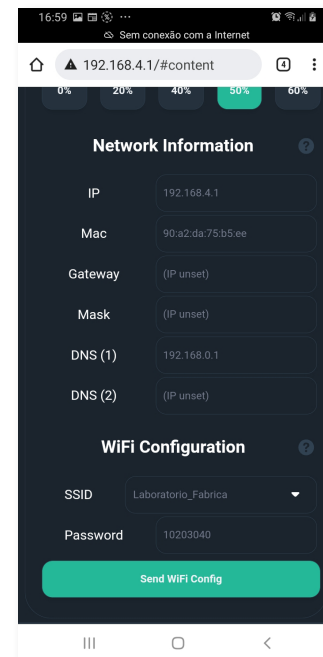 16:59
Sem conexão com a Internet
192.168.4.1/#content
4
0% 20% 40% 50% 60%
Network Information ?
IP 192.168.4.1
Mac 90:a2:da:75:b5:ee
Gateway (IP unset)
Mask (IP unset)
DNS (1) 192.168.0.1
DNS (2) (IP unset)
WiFi Configuration ?
SSID Laboratorio_Fabrica
Password 10203040
Send WiFi Config